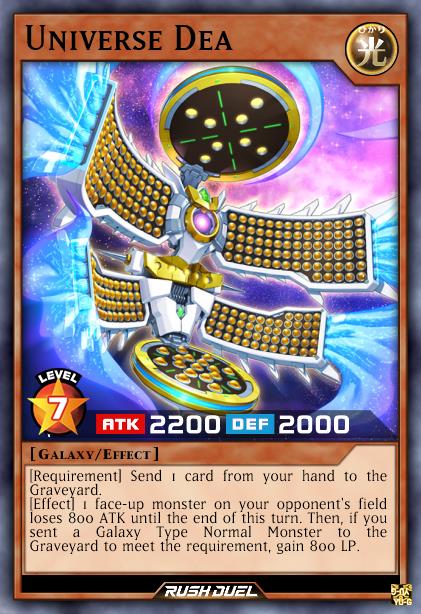 Universe Dea
ひかり
光
LEVEL
7
ATK 2200 DEF 2000
[Galaxy/Effect]
[Requirement] Send 1 card from your hand to the
Graveyard.
[Effect] 1 face-up monster on your opponent's field
loses 800 ATK until the end of this turn. Then, if you
sent a Galaxy Type Normal Monster to the
Graveyard to meet the requirement, gain 800 LP.
RUSH DUEL